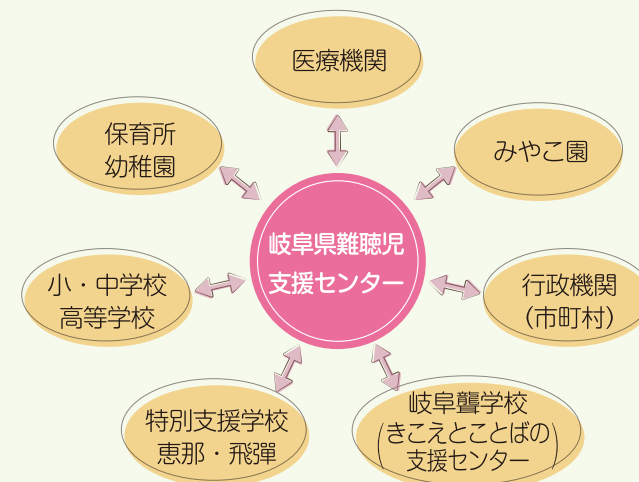 医療機関
保育所
幼稚園
みやこ園
岐阜県難聴児
支援センター
小・中学校
高等学校
行政機関
（市町村）
特別支援学校
恵那・飛彈
岐阜聾学校
（きこえとことばの
支援センター）